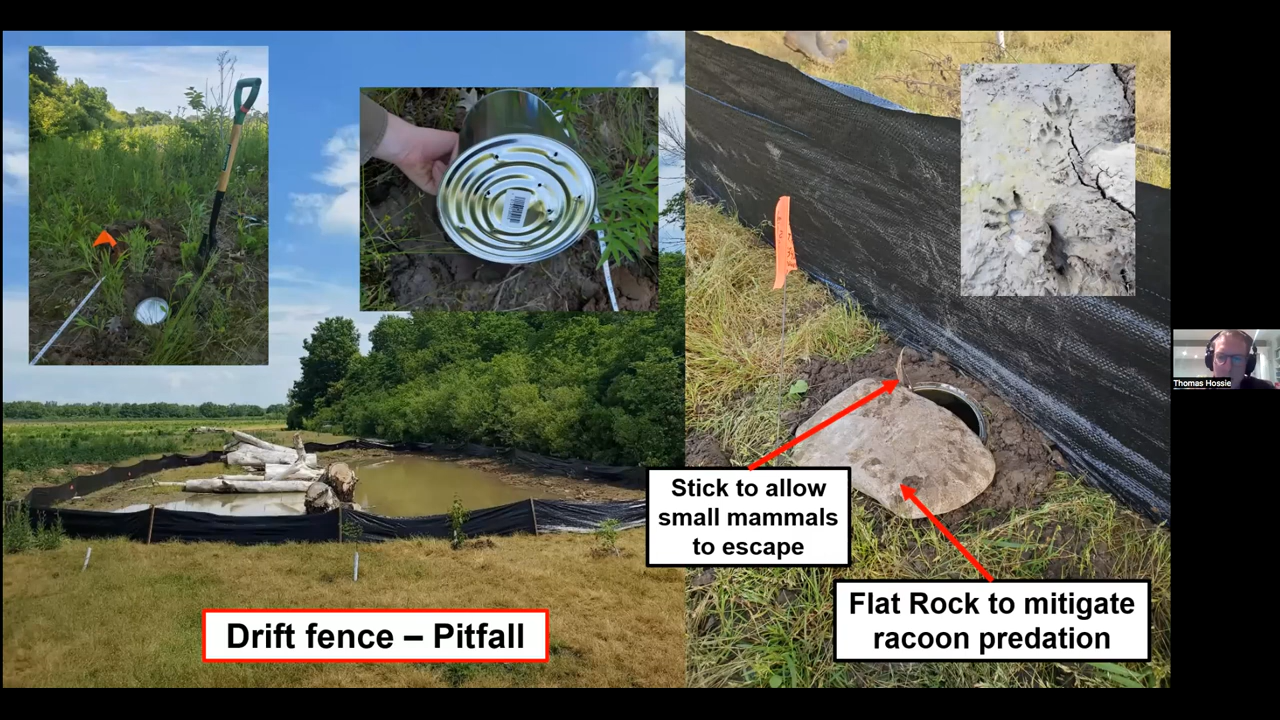 Stick to allow
small mammals
to escape
Flat Rock to mitigate
racoon predation
Drift fence – Pitfall
Thomas Hossie